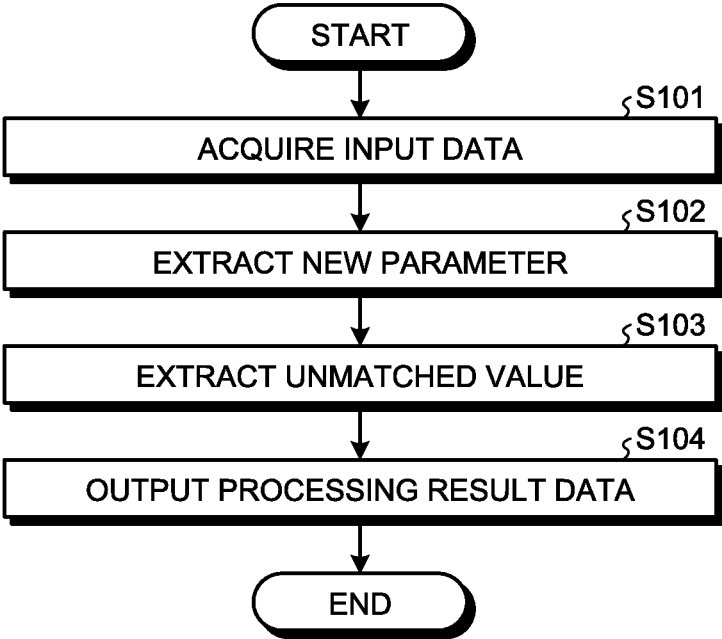 START
S101
ACQUIRE INPUT DATA
S102
EXTRACT NEW PARAMETER
S103
EXTRACT UNMATCHED VALUE
S104
OUTPUT PROCESSING RESULT DATA
END